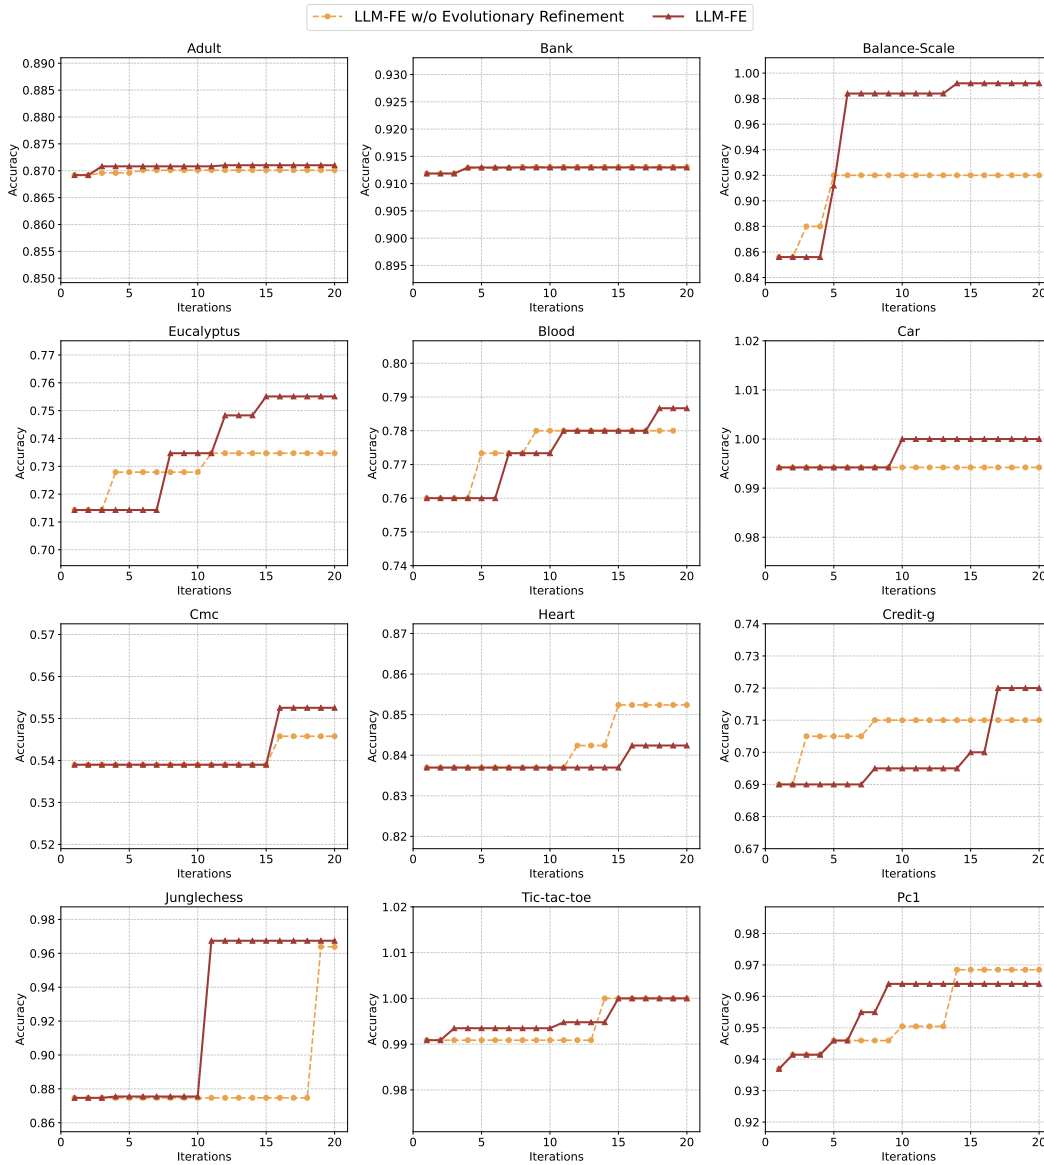 LLM-FE w/o Evolutionary Refinement
LLM-FE
Adult
Accuracy
0.890
0.885
0.880
0.875
0.870
0.865
0.860
0.855
0.850
0 5 10 15 20
Iterations
Bank
Accuracy
0.930
0.925
0.920
0.915
0.910
0.905
0.900
0.895
0 5 10 15 20
Iterations
Balance-Scale
Accuracy
1.00
0.98
0.96
0.94
0.92
0.90
0.88
0.86
0.84
0 5 10 15 20
Iterations
Eucalyptus
Accuracy
0.77
0.76
0.75
0.74
0.73
0.72
0.71
0.70
0 5 10 15 20
Iterations
Blood
Accuracy
0.80
0.79
0.78
0.77
0.76
0.75
0.74
0 5 10 15 20
Iterations
Car
Accuracy
1.02
1.01
1.00
0.99
0.98
0 5 10 15 20
Iterations
Cmc
Accuracy
0.57
0.56
0.55
0.54
0.53
0.52
0 5 10 15 20
Iterations
Heart
Accuracy
0.87
0.86
0.85
0.84
0.83
0.82
0 5 10 15 20
Iterations
Credit-g
Accuracy
0.74
0.73
0.72
0.71
0.70
0.69
0.68
0.67
0 5 10 15 20
Iterations
Junglechess
Accuracy
0.98
0.96
0.94
0.92
0.90
0.88
0.86
0 5 10 15 20
Iterations
Tic-tac-toe
Accuracy
1.02
1.01
1.00
0.99
0.98
0 5 10 15 20
Iterations
Pc1
Accuracy
0.98
0.97
0.96
0.95
0.94
0.93
0.92
0 5 10 15 20
Iterations